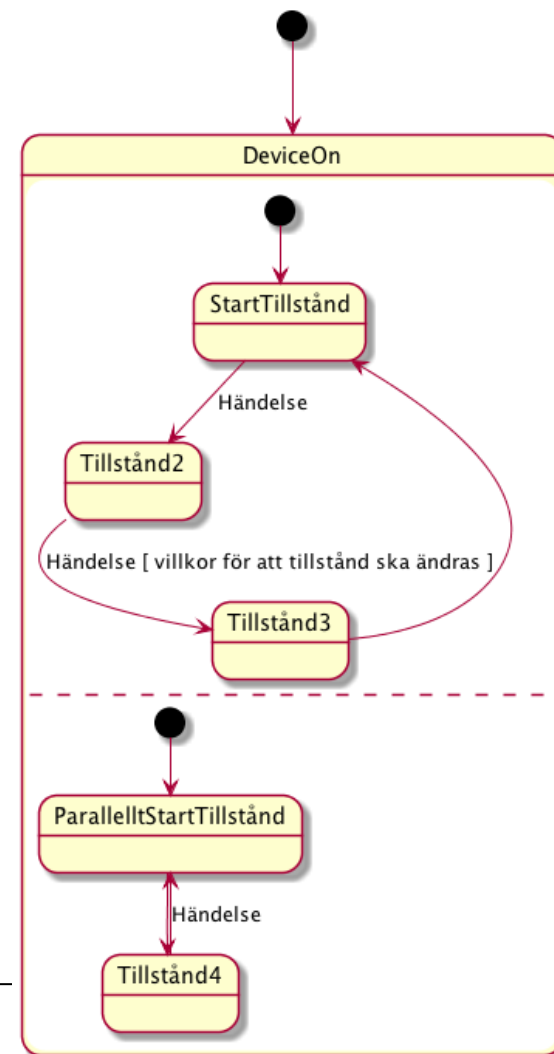 DeviceOn
StartTillstånd
Händelse
Tillstånd2
Händelse [ villkor för att tillstånd ska ändras ]
Tillstånd3
ParallelltStartTillstånd
Händelse
Tillstånd4